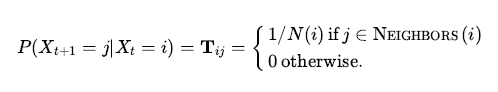 P(X_{t+1} = j|X_t = i) = T_{ij} = { 1/N(i) if j ∈ NEIGHBORS (i)
0 otherwise.